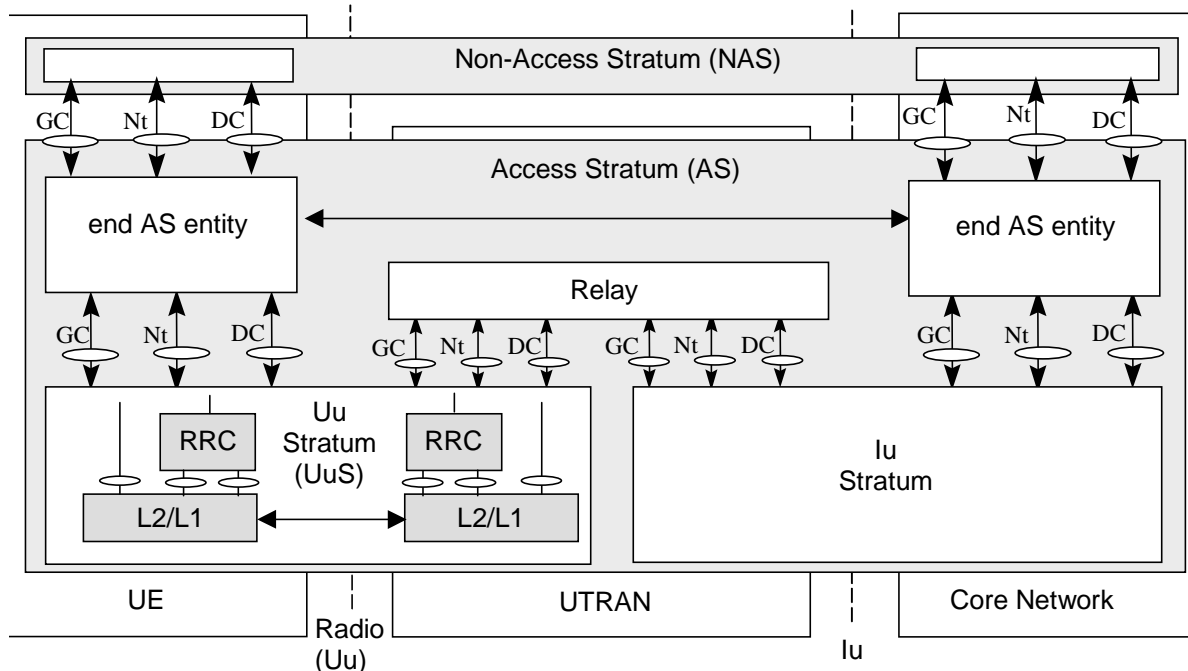 Non-Access Stratum (NAS)
GC Nt DC
GC Nt DC
Access Stratum (AS)
end AS entity
end AS entity
Relay
GC Nt DC
GC Nt DC
GC Nt DC
GC Nt DC
RRC
Uu
Stratum
(UuS)
RRC
L2/L1
L2/L1
Iu
Stratum
UE
UTRAN
Core Network
Radio
(Uu)
Iu